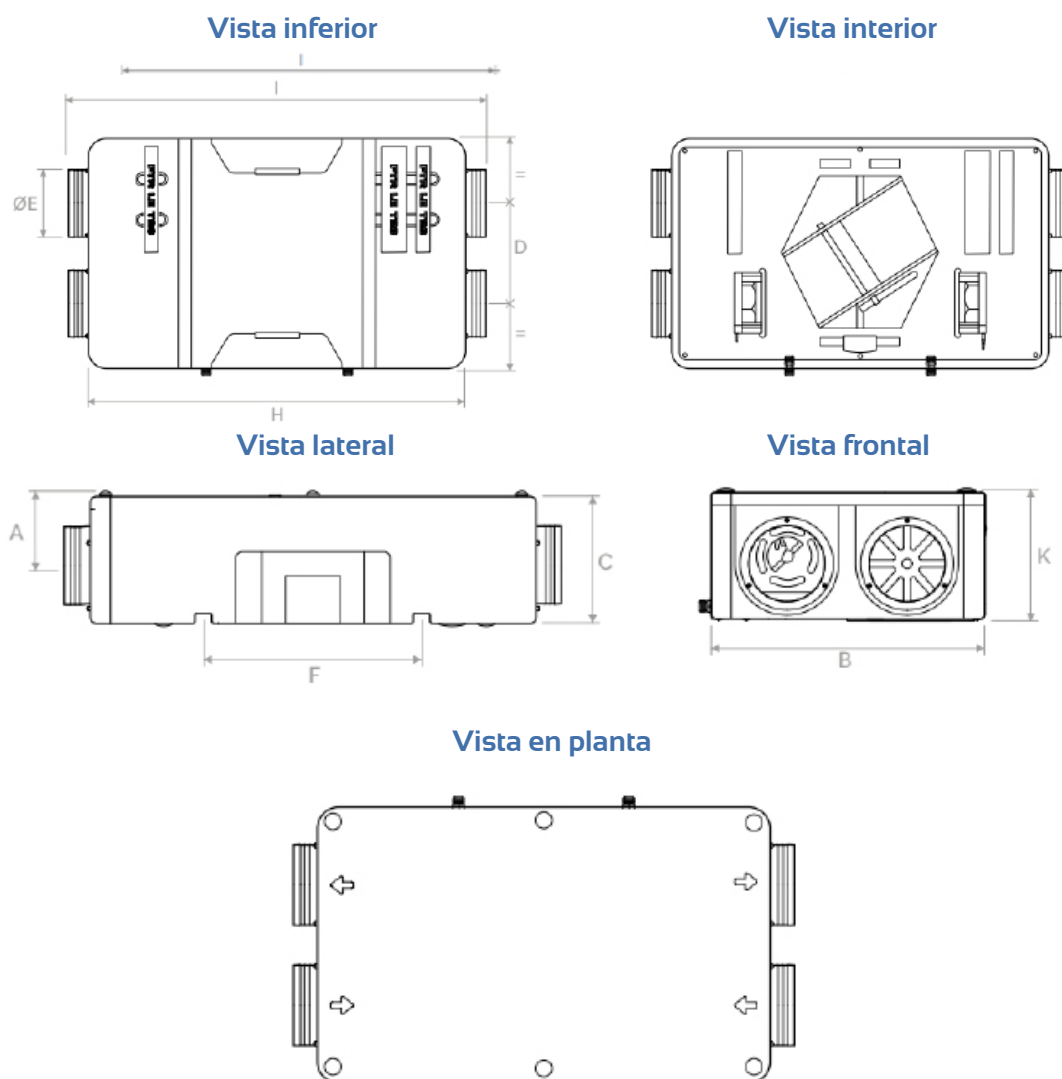 Vista inferior
Vista interior
I
I
ØE
=
D
=
H
Vista lateral
Vista frontal
A
C
F
K
B
Vista en planta